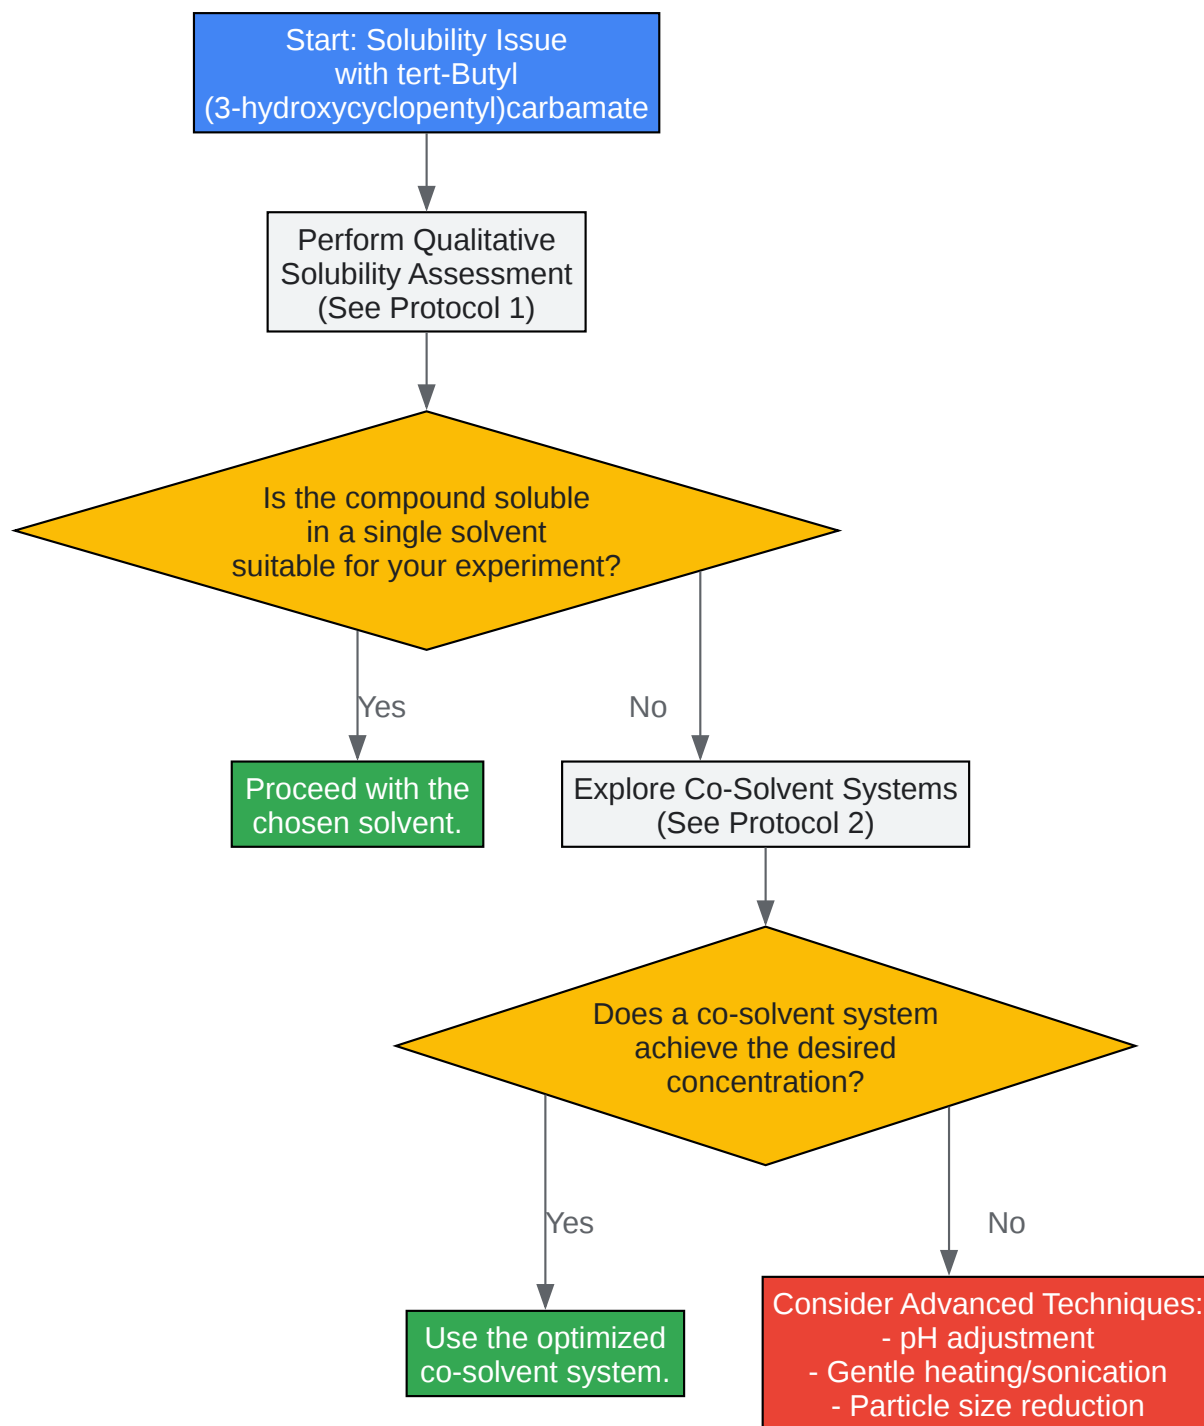 Start: Solubility Issue
with tert-Butyl
(3-hydroxycyclopentyl)carbamate
Perform Qualitative
Solubility Assessment
(See Protocol 1)
Is the compound soluble
in a single solvent
suitable for your experiment?
Yes
No
Proceed with the
chosen solvent.
Explore Co-Solvent Systems
(See Protocol 2)
Does a co-solvent system
achieve the desired
concentration?
Yes
No
Use the optimized
co-solvent system.
Consider Advanced Techniques:
- pH adjustment
- Gentle heating/sonication
- Particle size reduction